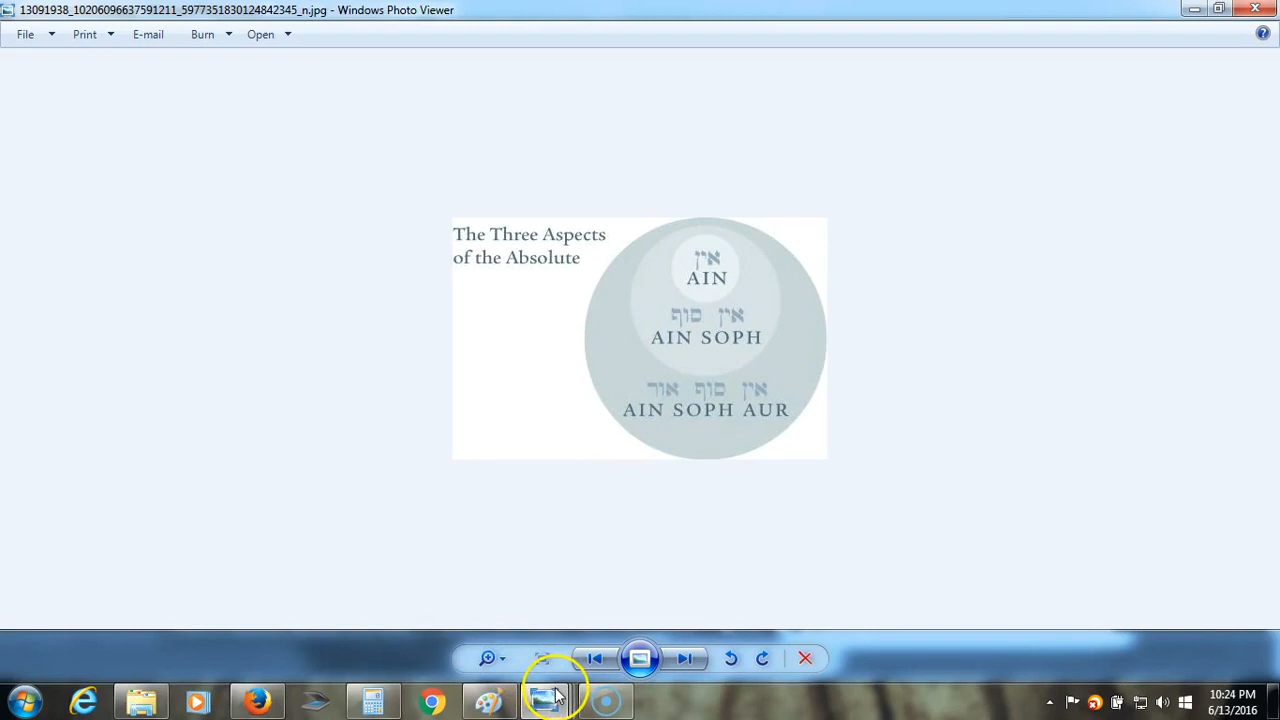 13091938_10206096637591211_5977351830124842345_n.jpg - Windows Photo Viewer
File Print E-mail Burn Open
The Three Aspects
of the Absolute
אין
AIN
אין סוף
AIN SOPH
אין סוף אור
AIN SOPH AUR
10:24 PM
6/13/2016